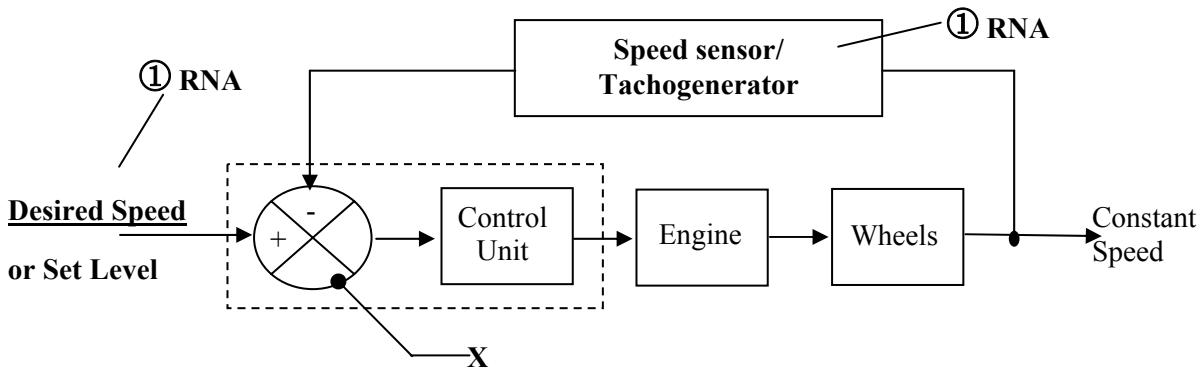 ① RNA
Speed sensor/
Tachogenerator
① RNA
Desired Speed
or Set Level
-
+
Control
Unit
Engine
Wheels
Constant
Speed
X